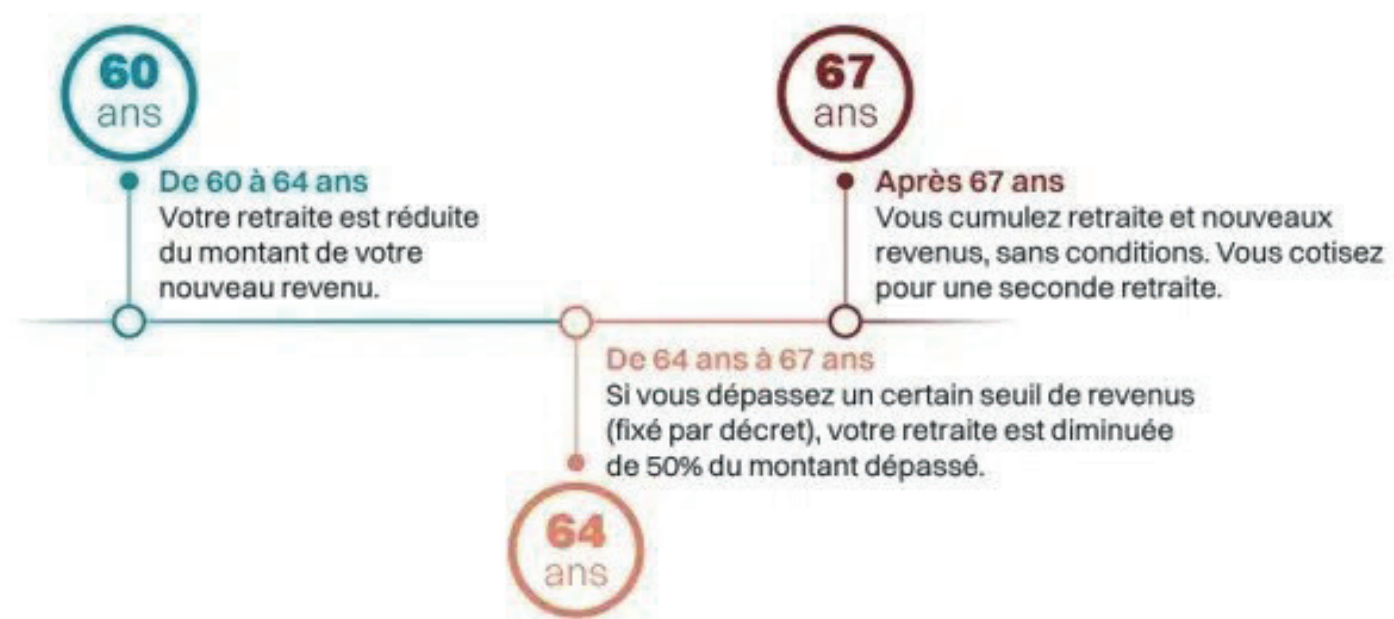 60
ans
De 60 à 64 ans
Votre retraite est réduite
du montant de votre
nouveau revenu.
67
ans
Après 67 ans
Vous cumulez retraite et nouveaux
revenus, sans conditions. Vous cotisez
pour une seconde retraite.
De 64 ans à 67 ans
Si vous dépassez un certain seuil de revenus
(fixé par décret), votre retraite est diminuée
de 50% du montant dépassé.
64
ans